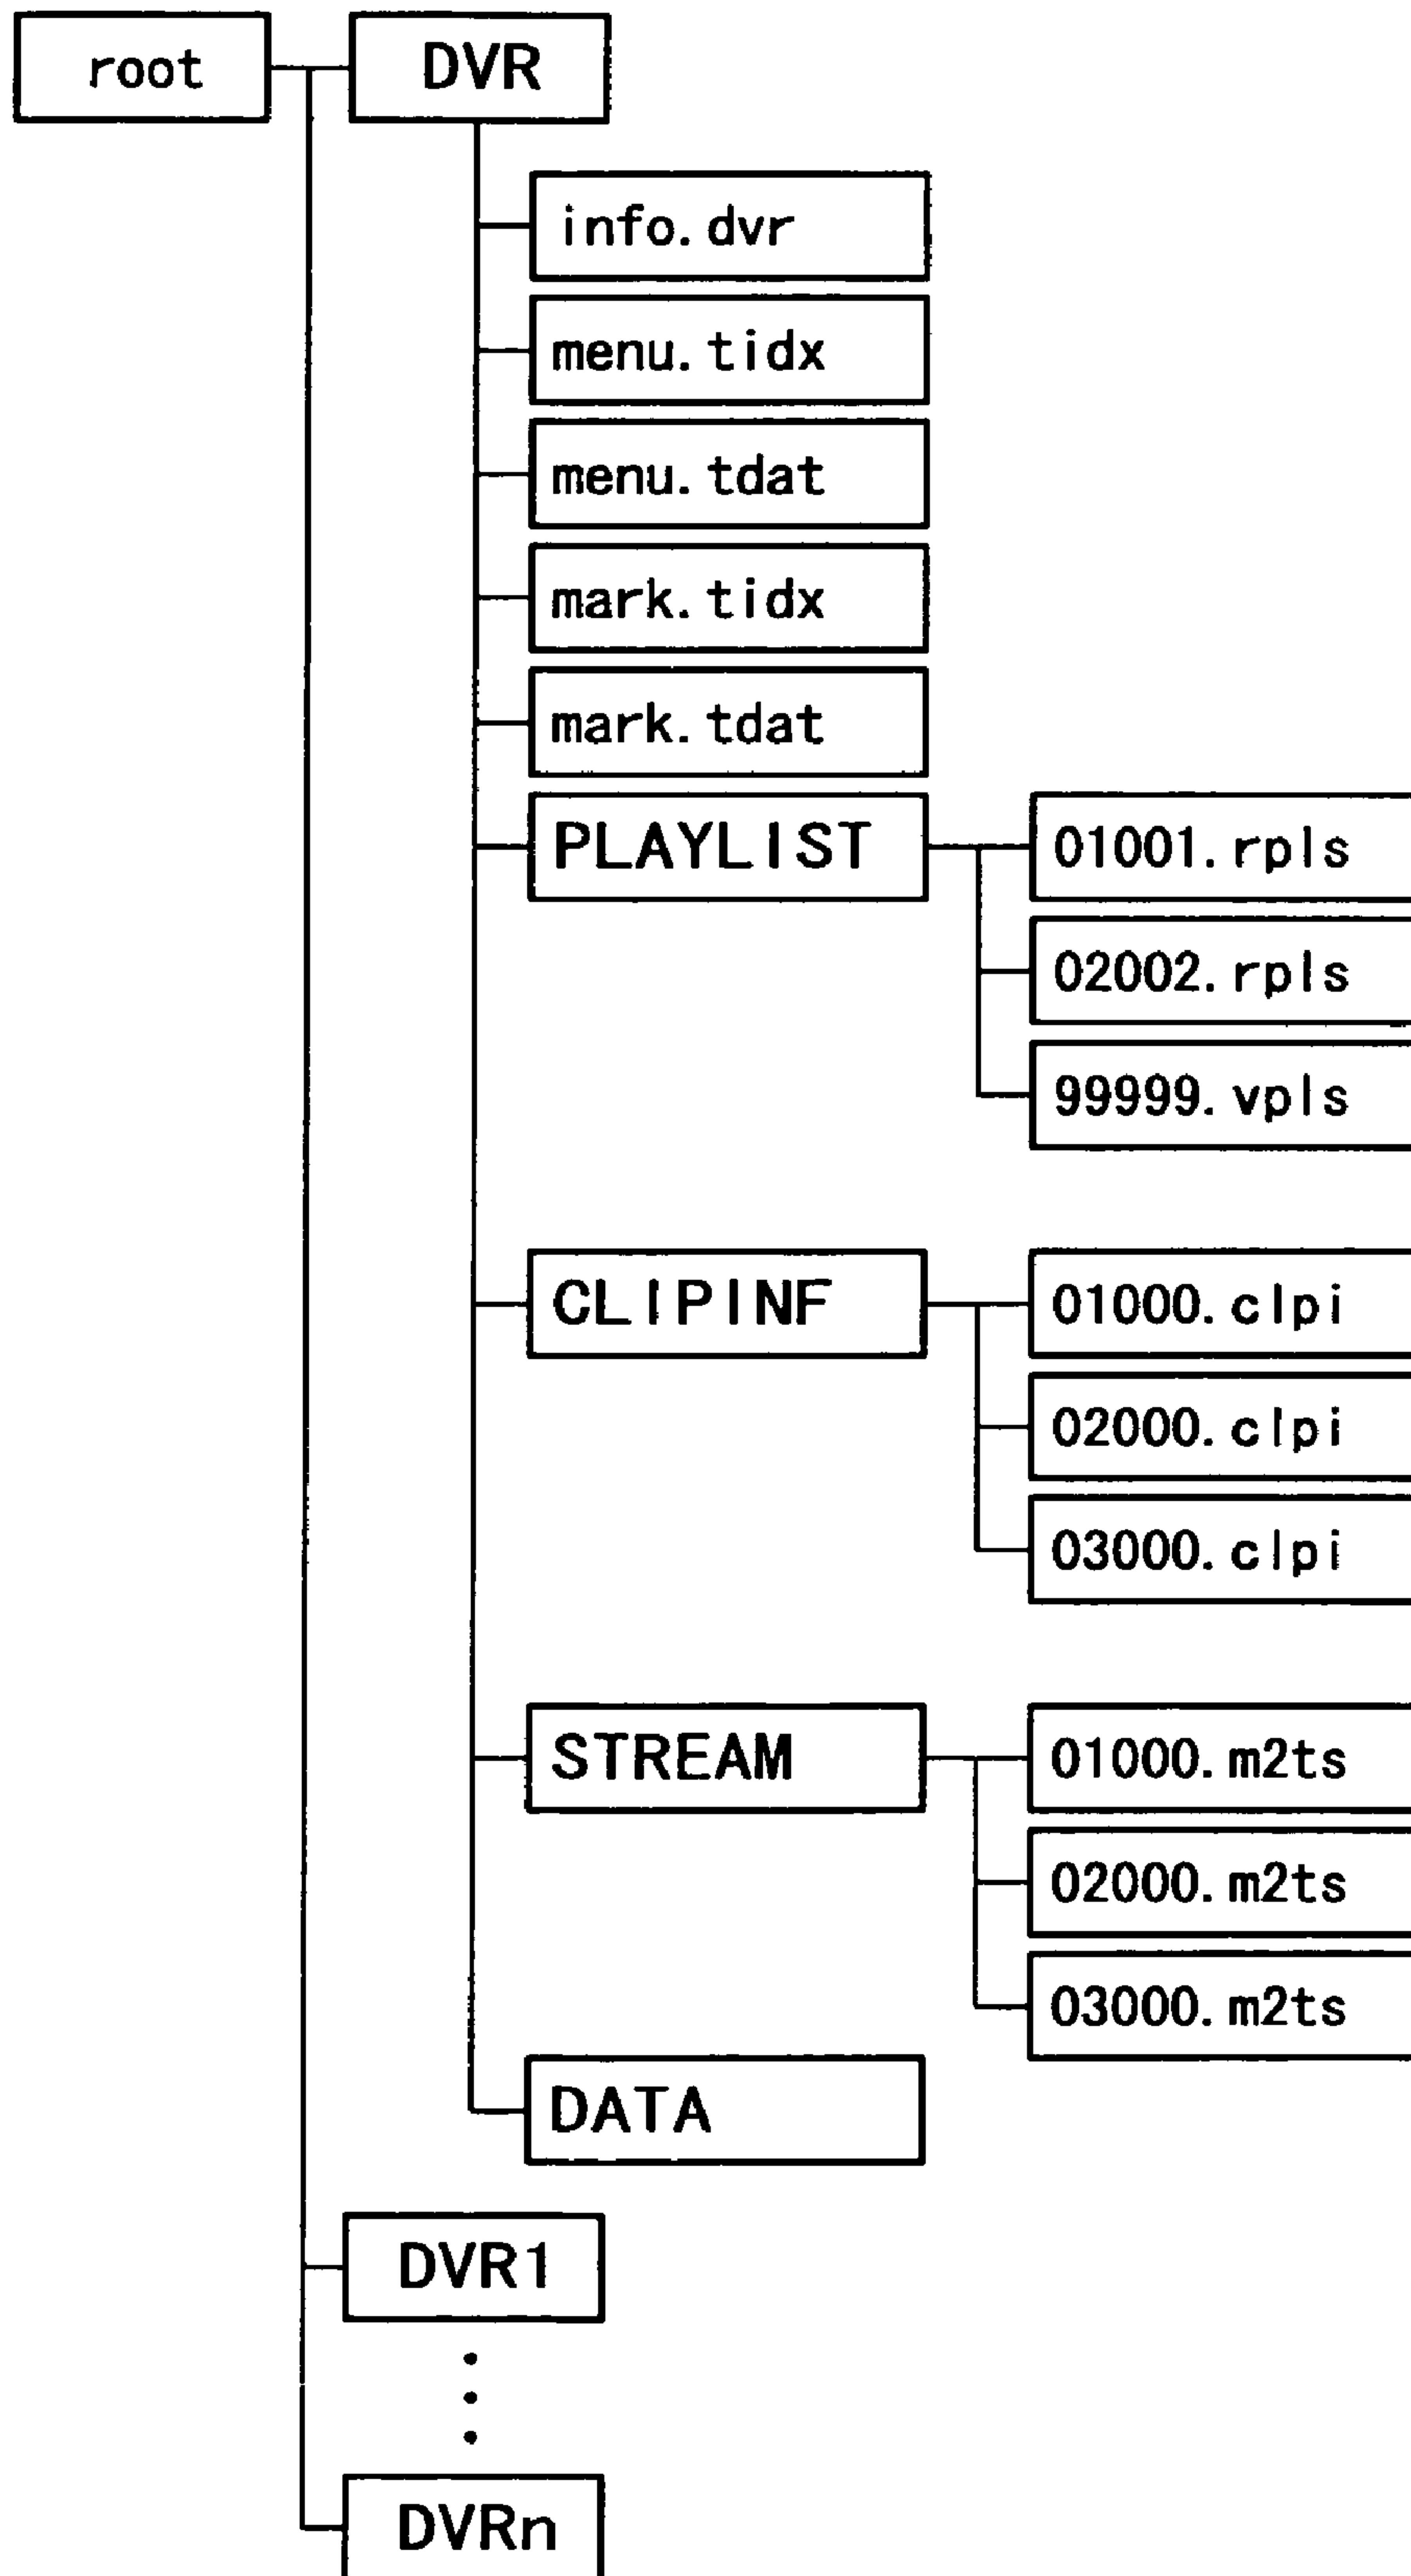 root
DVR
info.dvr
menu.tidx
menu.tdat
mark.tidx
mark.tdat
PLAYLIST
01001.rpls
02002.rpls
99999.vpls
CLIPINF
01000.clpi
02000.clpi
03000.clpi
STREAM
01000.m2ts
02000.m2ts
03000.m2ts
DATA
DVR1
DVRn